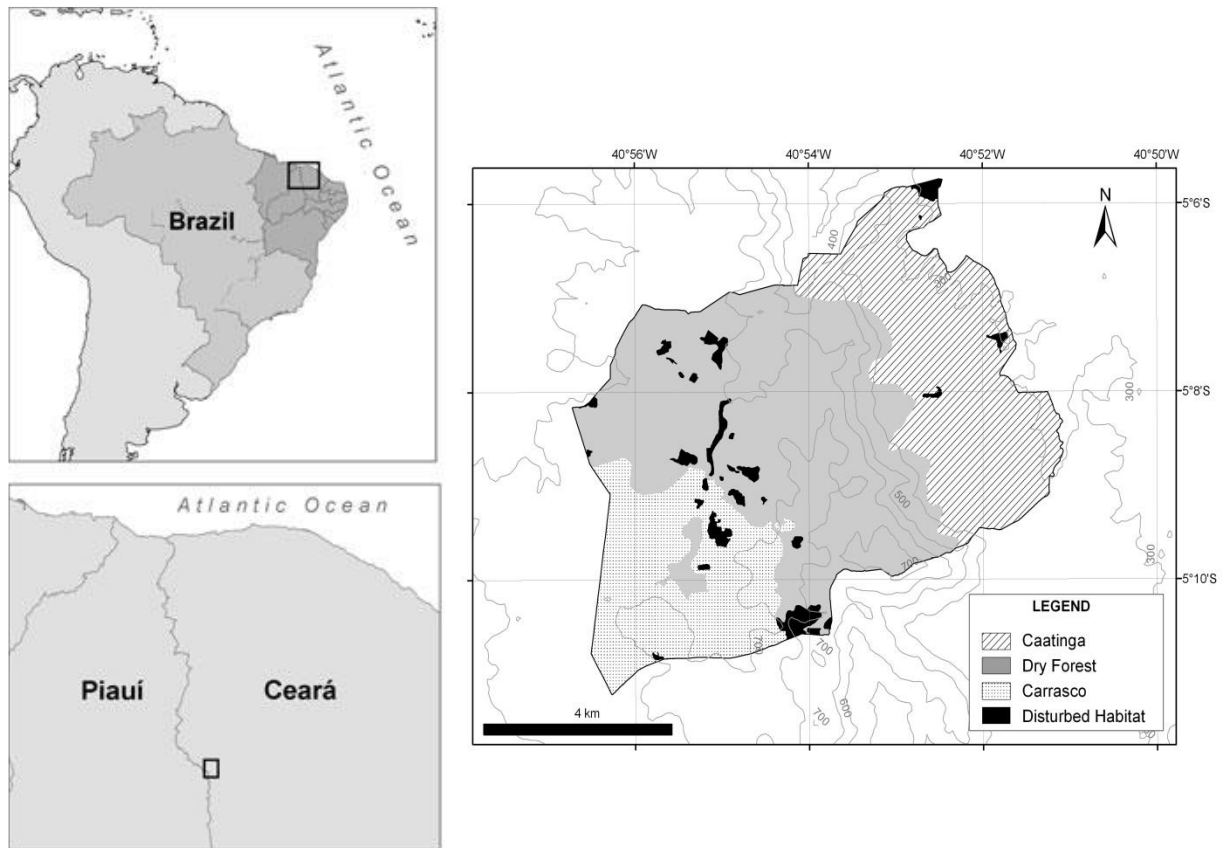 Atlantic Ocean
Brazil
Atlantic Ocean
Piauí
Ceará
40°56'W
40°54'W
40°52'W
40°50'W
5°6'S
5°8'S
5°10'S
N
400
300
300
300
600
700
700
700
700
600
LEGEND
Caatinga
Dry Forest
Carrasco
Disturbed Habitat
4 km